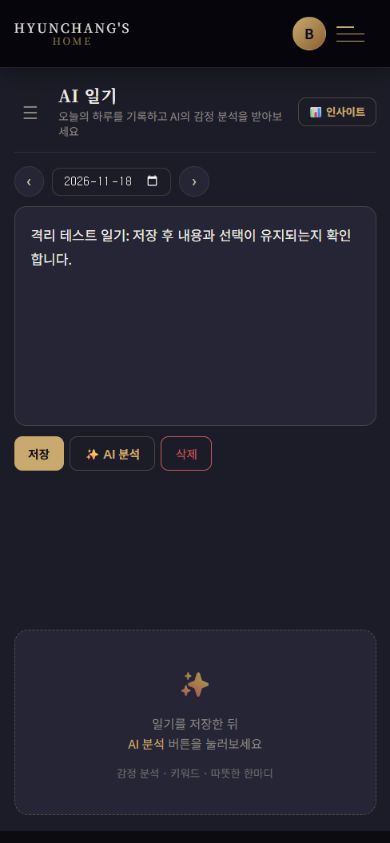 HYUNCHANG'S
HOME
B
AI 일기
오늘의 하루를 기록하고 AI의 감정 분석을 받아보
세요
인사이트
2026-11-18
격리 테스트 일기: 저장 후 내용과 선택이 유지되는지 확인
합니다.
저장
AI 분석
삭제
일기를 저장한 뒤
AI 분석 버튼을 눌러보세요
감정 분석 · 키워드 · 따뜻한 한마디